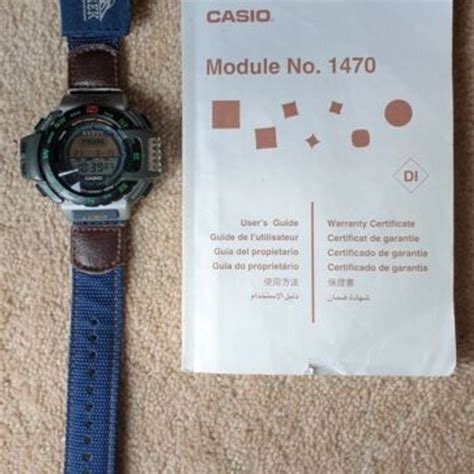 CASIO
Module No. 1470
DI
User's Guide
Guide de l'utilisateur
Guía del propietario
Guia do proprietário
使用方法
دليل الاستخدام
Warranty Certificate
Certificat de garantie
Certificado de garantía
Certificado de garantia
保證書
شهادة ضمان
CASIO